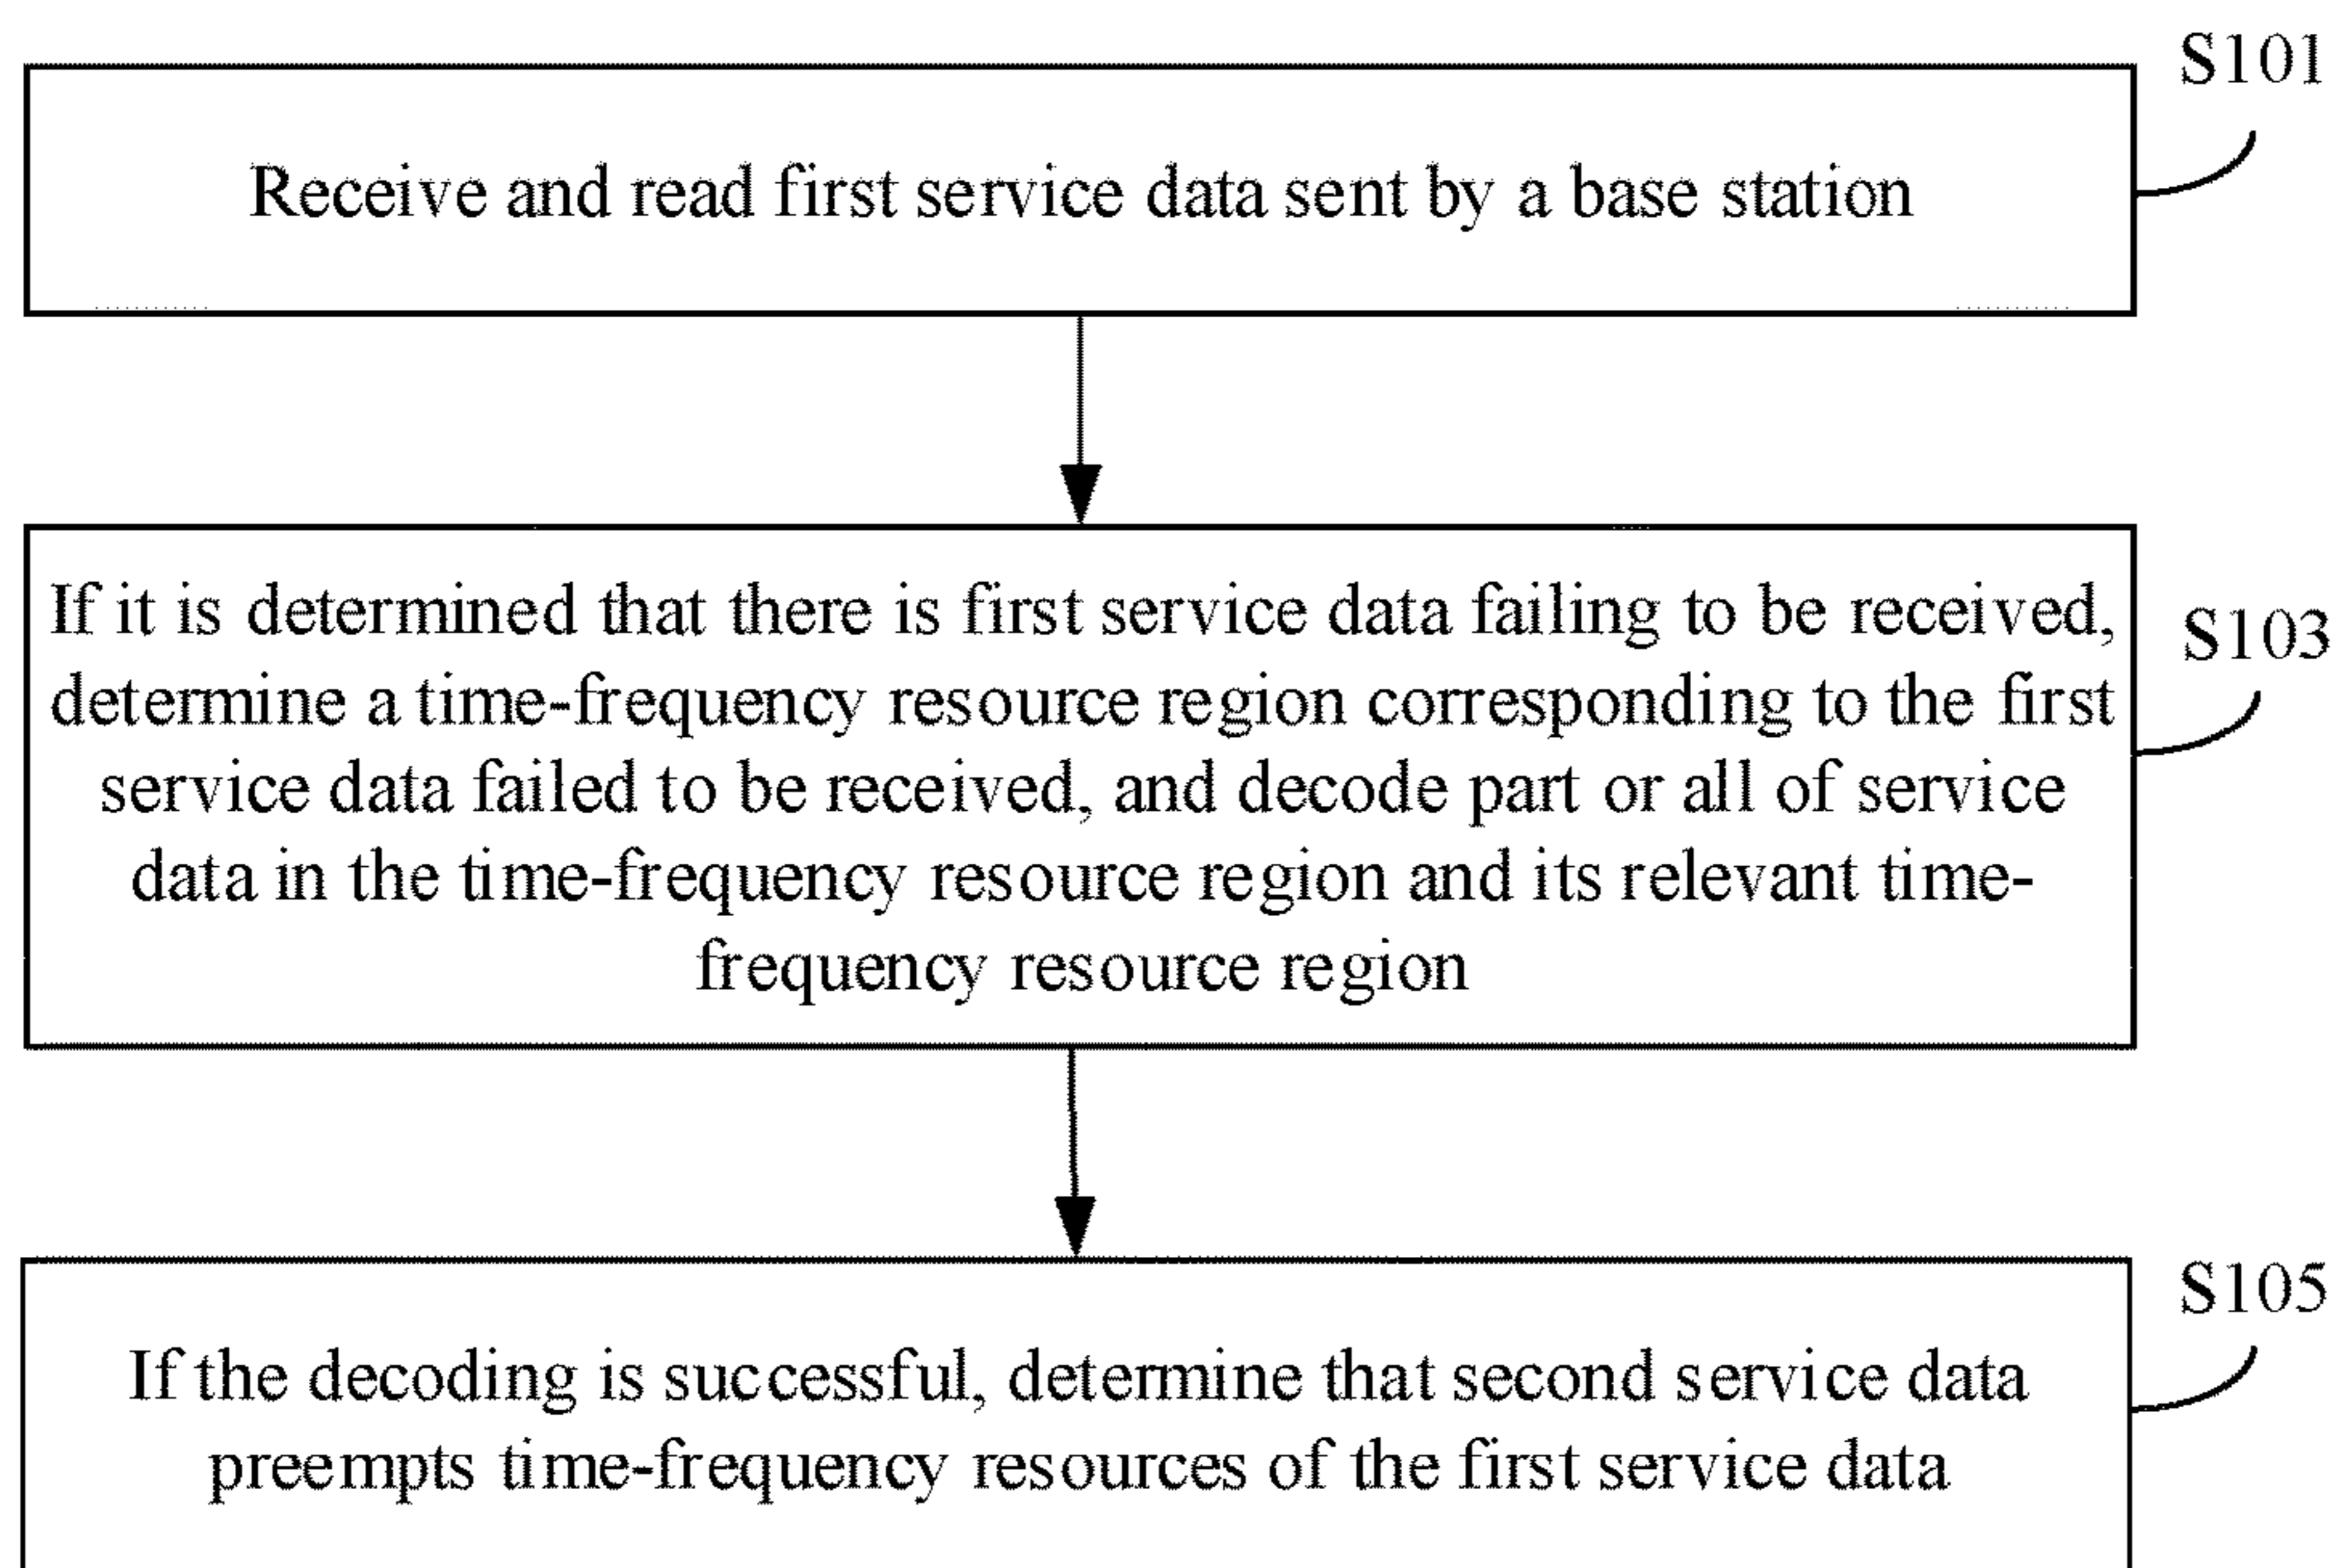 S101
Receive and read first service data sent by a base station
If it is determined that there is first service data failing to be received,
determine a time-frequency resource region corresponding to the first
service data failed to be received, and decode part or all of service
data in the time-frequency resource region and its relevant time-
frequency resource region
S103
If the decoding is successful, determine that second service data
preempts time-frequency resources of the first service data
S105